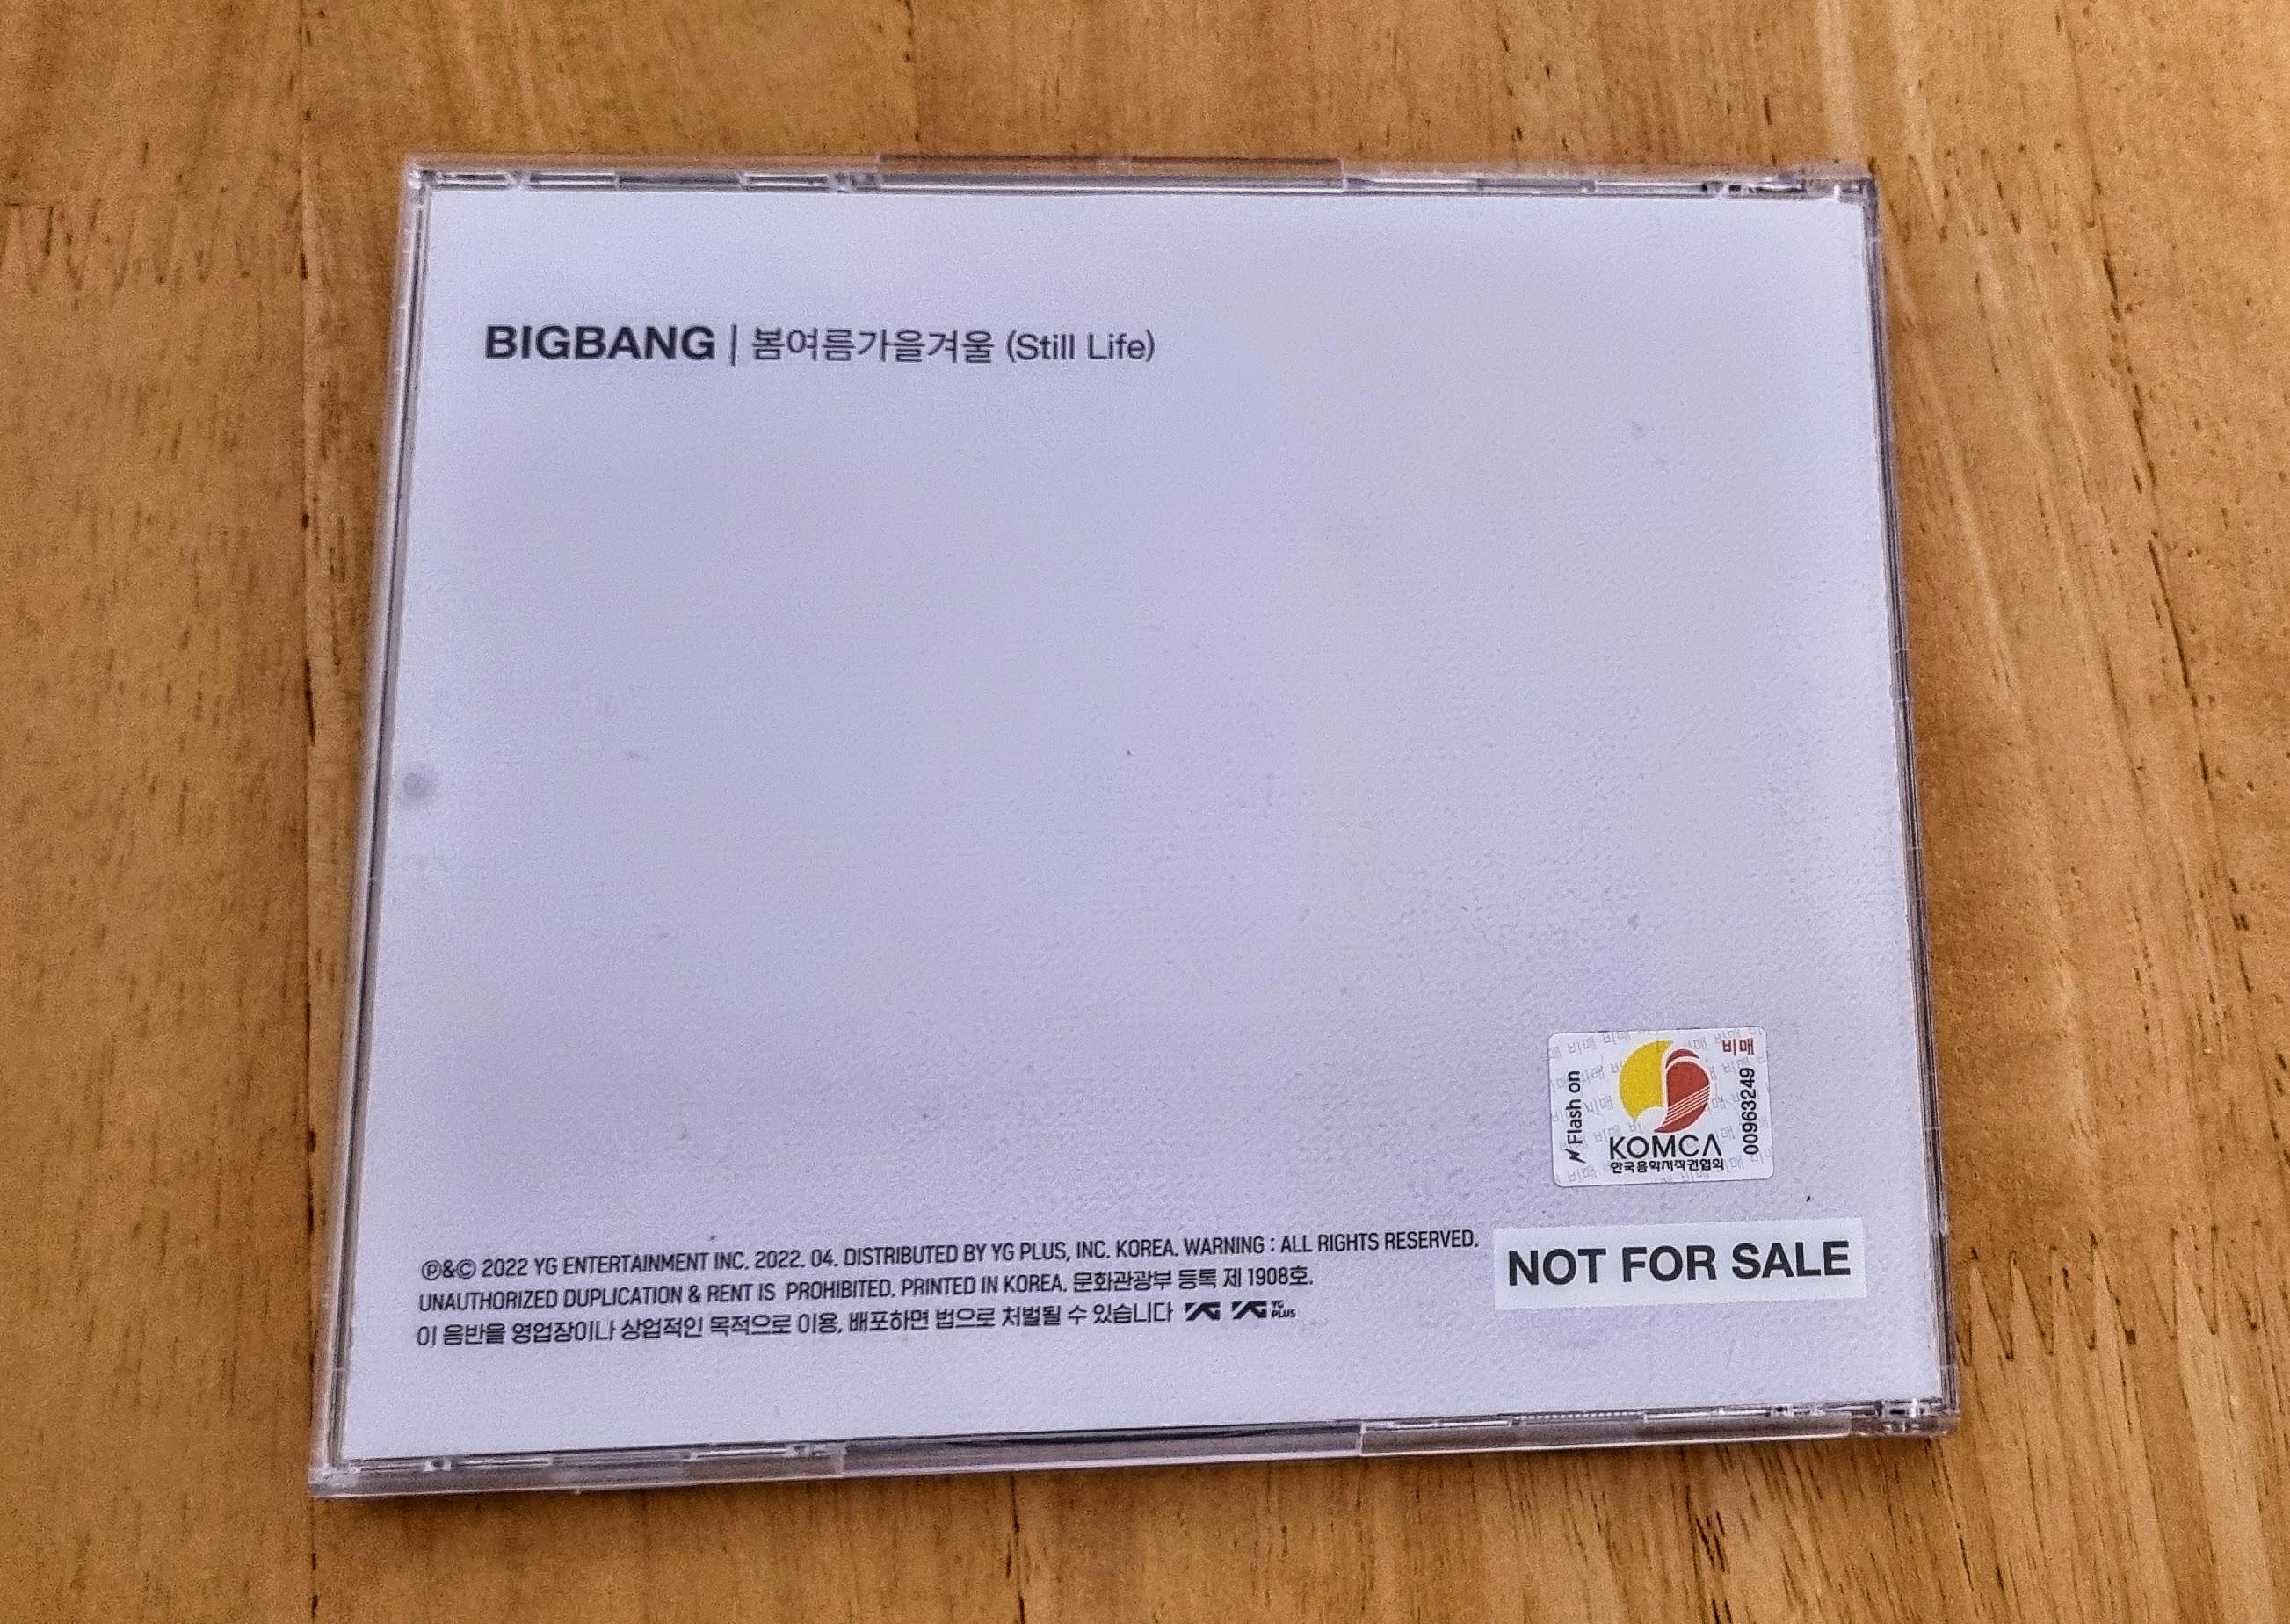 BIGBANG | 봄여름가을겨울 (Still Life)
비매
Flash on
00963249
KOMCA
한국음악저작권협회
℗&© 2022 YG ENTERTAINMENT INC. 2022. 04. DISTRIBUTED BY YG PLUS, INC. KOREA. WARNING : ALL RIGHTS RESERVED.
UNAUTHORIZED DUPLICATION & RENT IS PROHIBITED. PRINTED IN KOREA. 문화관광부 등록 제 1908호.
이 음반을 영업장이나 상업적인 목적으로 이용, 배포하면 법으로 처벌될 수 있습니다 YG YG YG PLUS
NOT FOR SALE